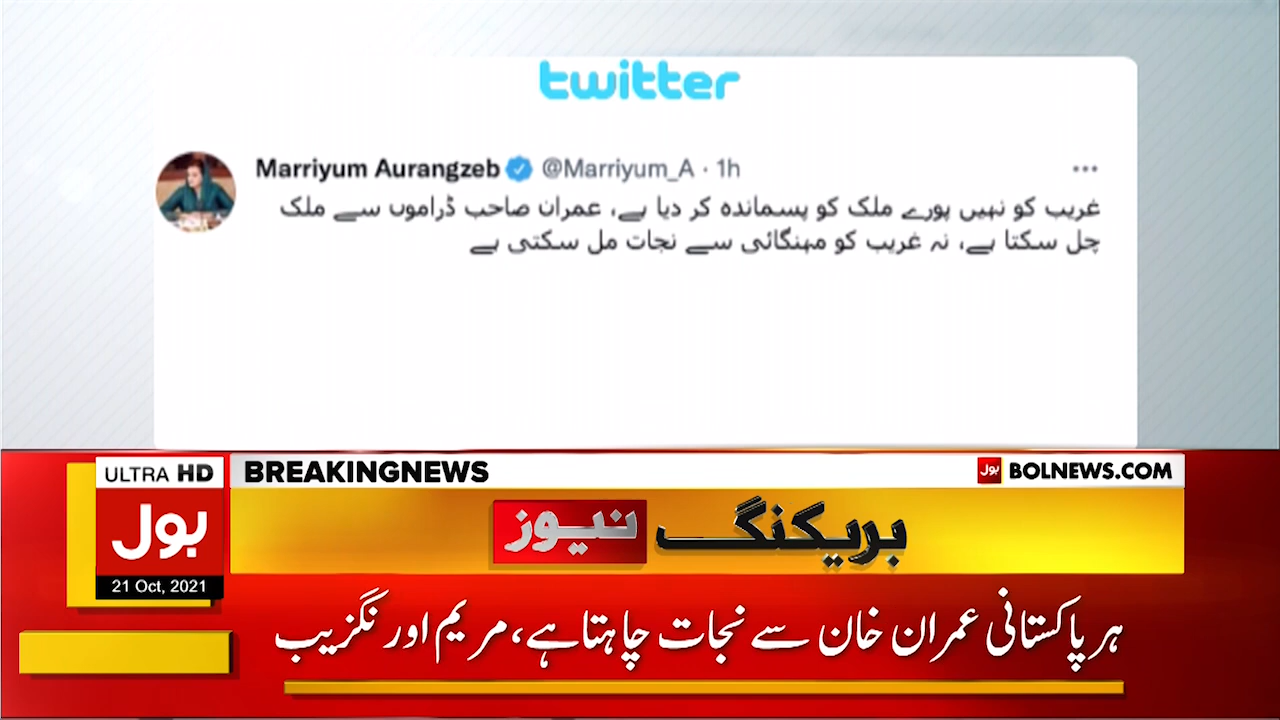 twitter
Marriyum Aurangzeb @Marriyum_A · 1h
غریب کو نہیں پورے ملک کو پسماندہ کر دیا ہے، عمران صاحب ڈراموں سے ملک
چل سکتا ہے، نہ غریب کو مہنگائی سے نجات مل سکتی ہے
ULTRA HD
BREAKINGNEWS
بول BOLNEWS.COM
بول
بریکنگ نیوز
21 Oct, 2021
ہر پاکستانی عمران خان سے نجات چاہتا ہے، مریم اورنگزیب